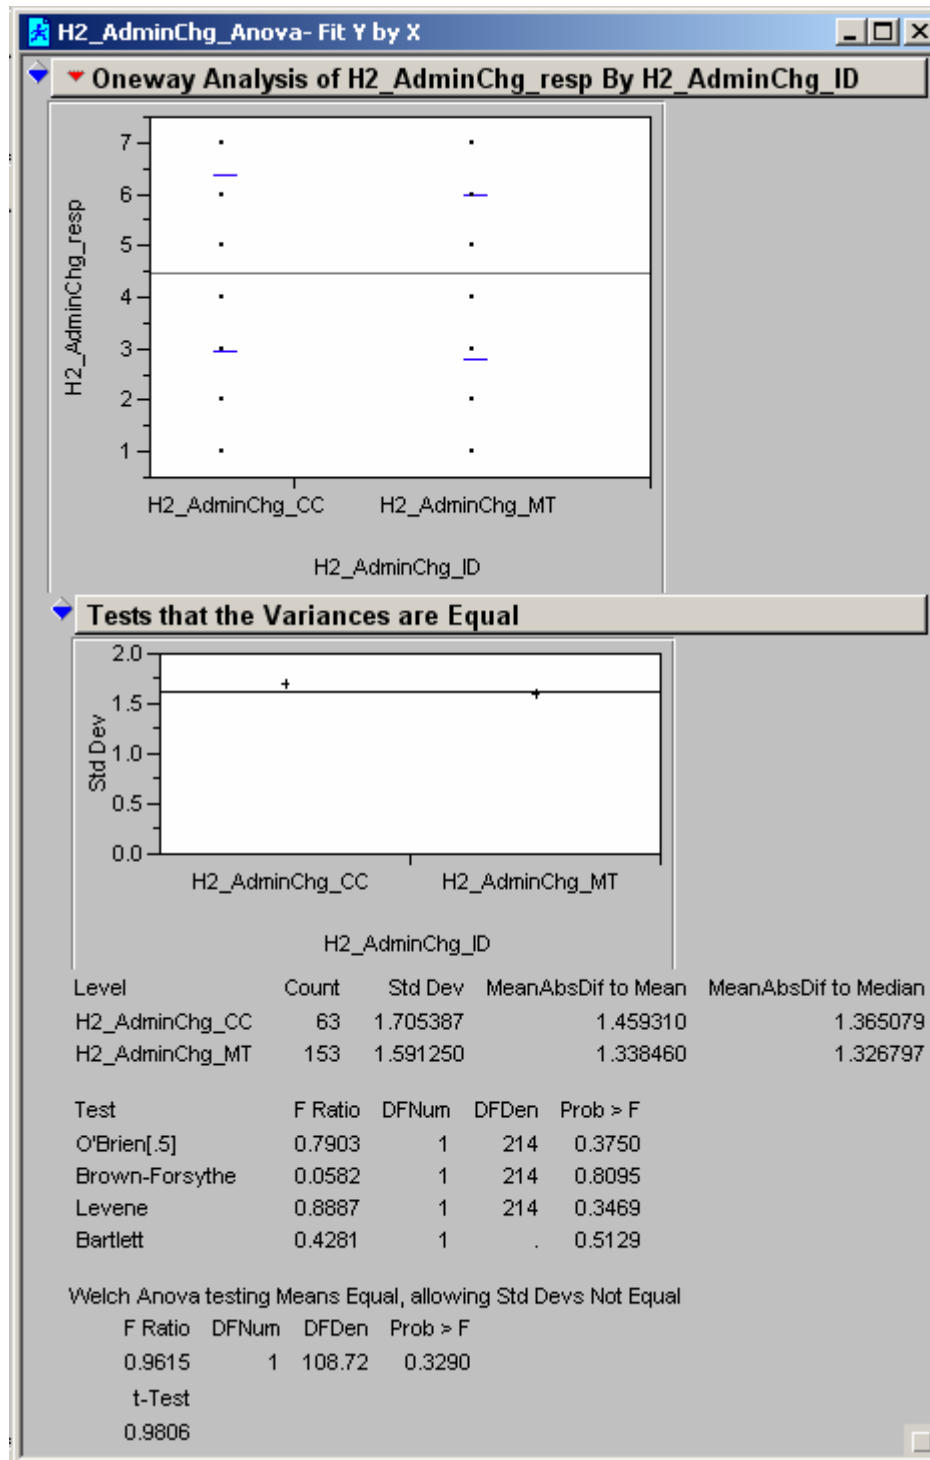 H2_AdminChg_Anova- Fit Y by X
Oneway Analysis of H2_AdminChg_resp By H2_AdminChg_ID
H2_AdminChg_resp
7
6
5
4
3
2
1
H2_AdminChg_CC H2_AdminChg_MT
H2_AdminChg_ID
Tests that the Variances are Equal
Std Dev
2.0
1.5
1.0
0.5
0.0
H2_AdminChg_CC H2_AdminChg_MT
H2_AdminChg_ID
Level Count Std Dev MeanAbsDif to Mean MeanAbsDif to Median
H2_AdminChg_CC 63 1.705387 1.459310 1.365079
H2_AdminChg_MT 153 1.591250 1.338460 1.326797
Test F Ratio DFNum DFDen Prob > F
O'Brien[.5] 0.7903 1 214 0.3750
Brown-Forsythe 0.0582 1 214 0.8095
Levene 0.8887 1 214 0.3469
Bartlett 0.4281 1 . 0.5129
Welch Anova testing Means Equal, allowing Std Devs Not Equal
F Ratio DFNum DFDen Prob > F
0.9615 1 108.72 0.3290
t-Test
0.9806